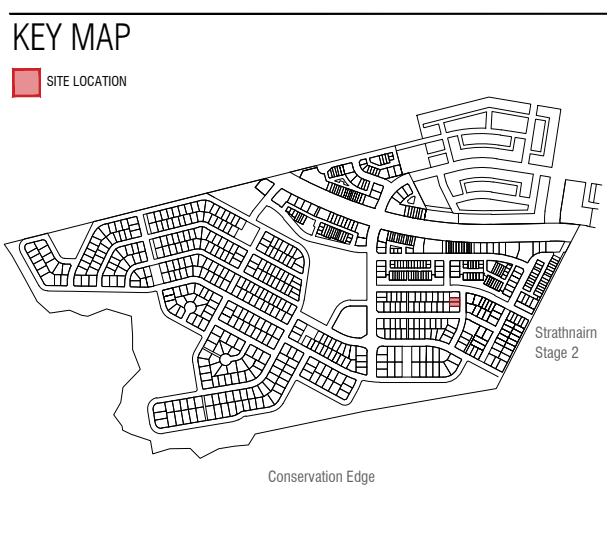 KEY MAP
SITE LOCATION
Strathnairn
Stage 2
Conservation Edge